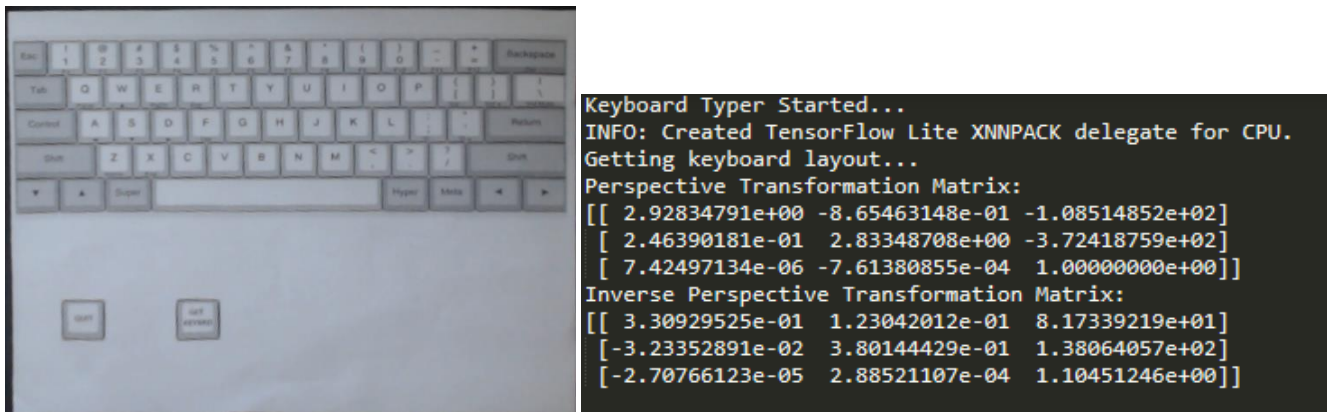 Esc ! 1 @ 2 # 3 $ 4 % 5 ^ 6 & 7 * 8 ( 9 ) 0 _ - + = Backspace
Tab Q W E R T Y U I O P { [ } ] | \
Control A S D F G H J K L : ; Return
Shift Z X C V B N M < , > . ? / Shift
▼ ▲ Super Hyper Meta ◀ ▶
QUIT GET
KEYBRD
Keyboard Typer Started...
INFO: Created TensorFlow Lite XNNPACK delegate for CPU.
Getting keyboard layout...
Perspective Transformation Matrix:
[[ 2.92834791e+00 -8.65463148e-01 -1.08514852e+02]
[ 2.46390181e-01 2.83348708e+00 -3.72418759e+02]
[ 7.42497134e-06 -7.61380855e-04 1.00000000e+00]]
Inverse Perspective Transformation Matrix:
[[ 3.30929525e-01 1.23042012e-01 8.17339219e+01]
[-3.23352891e-02 3.80144429e-01 1.38064057e+02]
[-2.70766123e-05 2.88521107e-04 1.10451246e+00]]